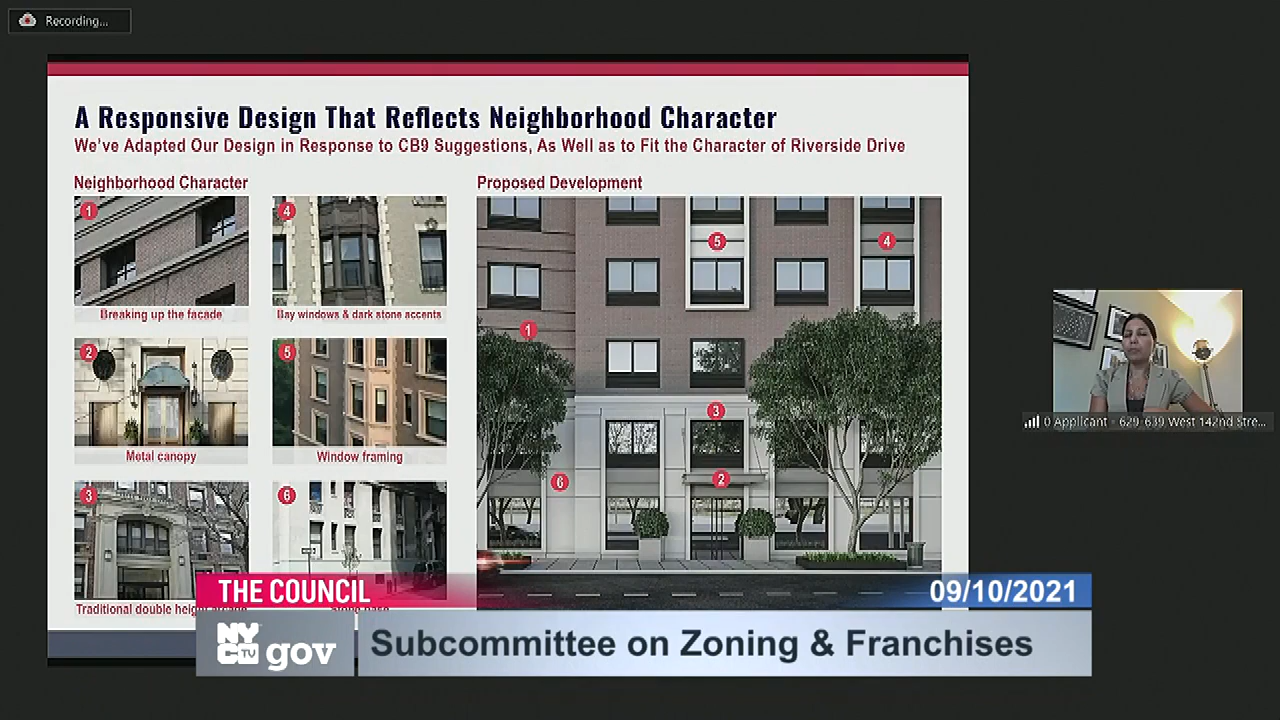 Recording...
A Responsive Design That Reflects Neighborhood Character
We've Adapted Our Design in Response to CB9 Suggestions, As Well as to Fit the Character of Riverside Drive
Neighborhood Character
Proposed Development
1
4
5
4
Breaking up the facade
Bay windows & dark stone accents
1
2
5
3
Metal canopy
Window framing
2
6
3
6
Traditional double height arcade
Stone base
0 Applicant - 629-639 West 142nd Stre...
THE COUNCIL
09/10/2021
NYC TV gov
Subcommittee on Zoning & Franchises